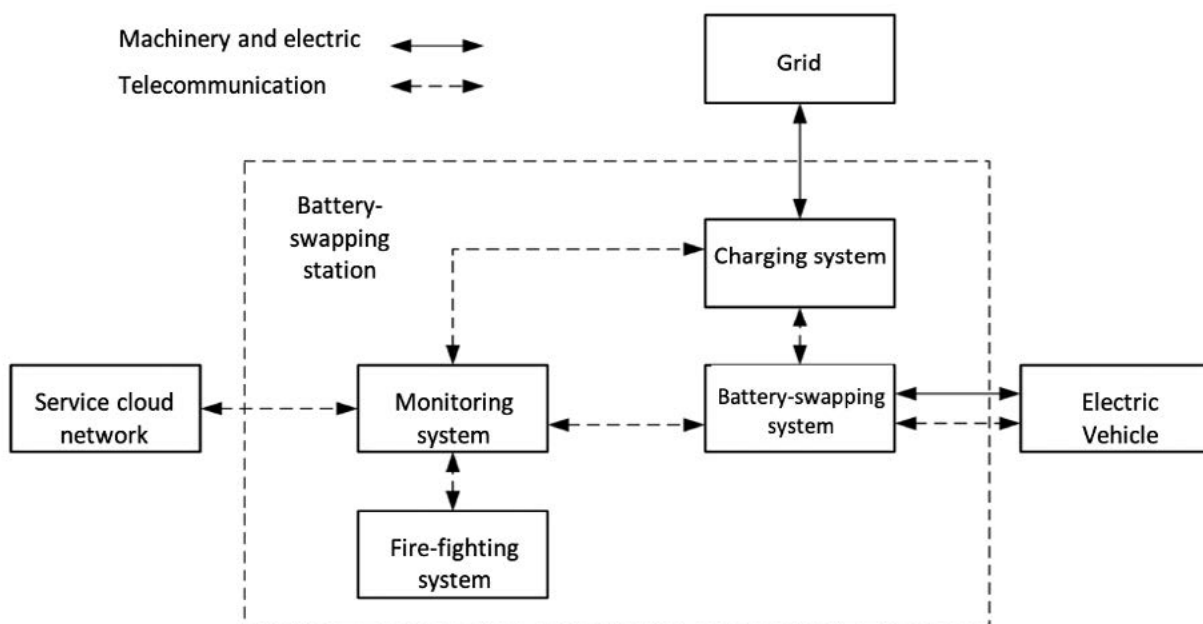 Machinery and electric
Telecommunication
Grid
Battery-
swapping
station
Charging system
Service cloud
network
Monitoring
system
Battery-swapping
system
Electric
Vehicle
Fire-fighting
system